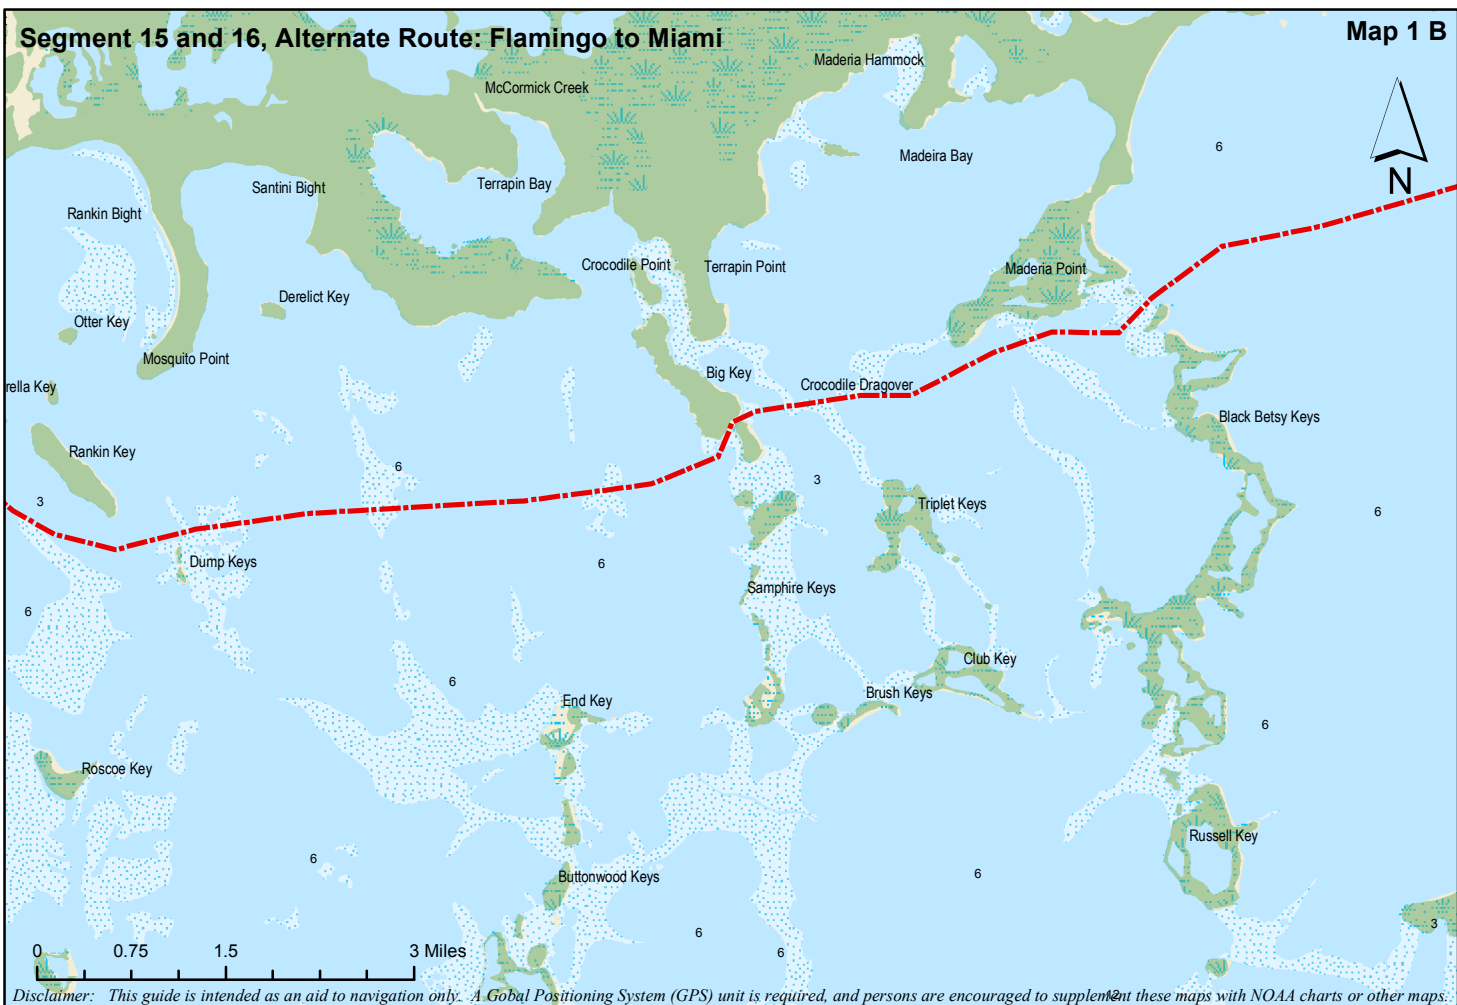 Segment 15 and 16, Alternate Route: Flamingo to Miami
Map 1 B
Maderia Hammock
McCormick Creek
6
Madeira Bay
N
Santini Bight
Terrapin Bay
Rankin Bight
Crocodile Point
Terrapin Point
Maderia Point
Derelict Key
Otter Key
Mosquito Point
Big Key
rella Key
Crocodile Dragover
Black Betsy Keys
Rankin Key
6
3
3
Triplet Keys
6
Dump Keys
6
Samphire Keys
6
Club Key
6
Brush Keys
End Key
6
Roscoe Key
Russell Key
6
Buttonwood Keys
6
3
6
6
0 0.75 1.5 3 Miles
12
Disclaimer: This guide is intended as an aid to navigation only. A Gobal Positioning System (GPS) unit is required, and persons are encouraged to supplement these maps with NOAA charts or other maps.